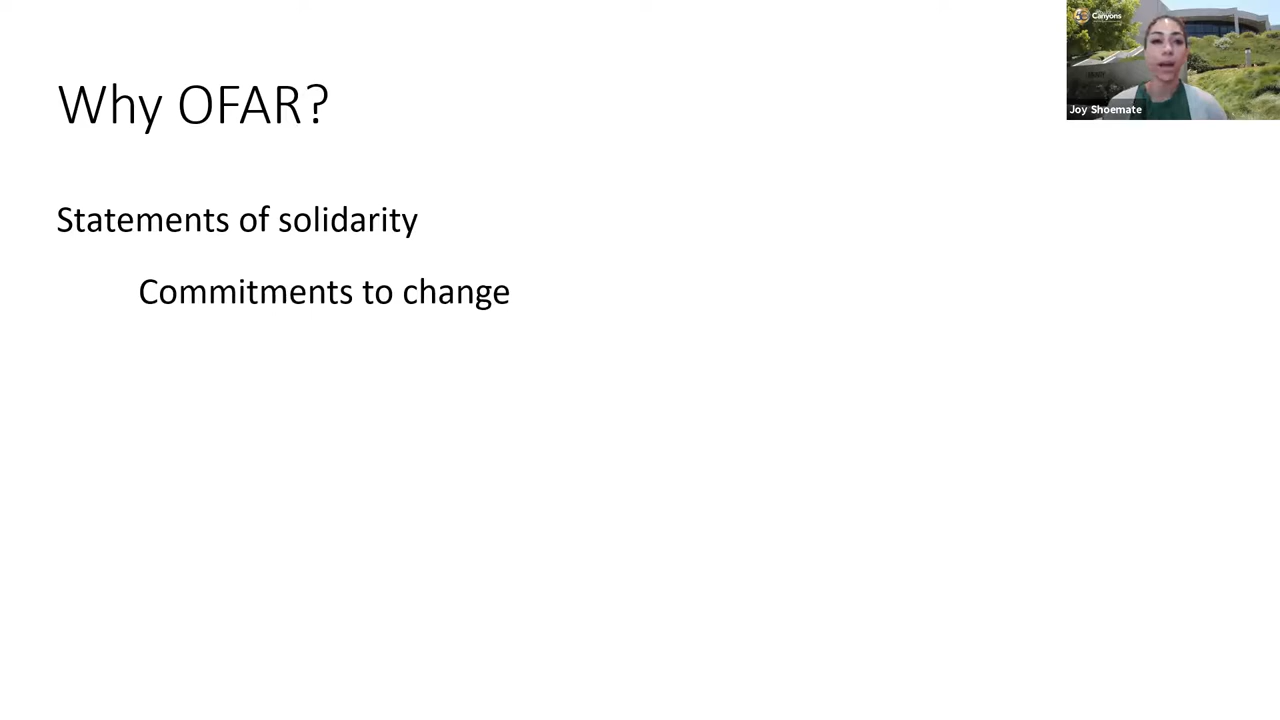 Why OFAR?
Statements of solidarity
Commitments to change
Canyons
Joy Shoemate